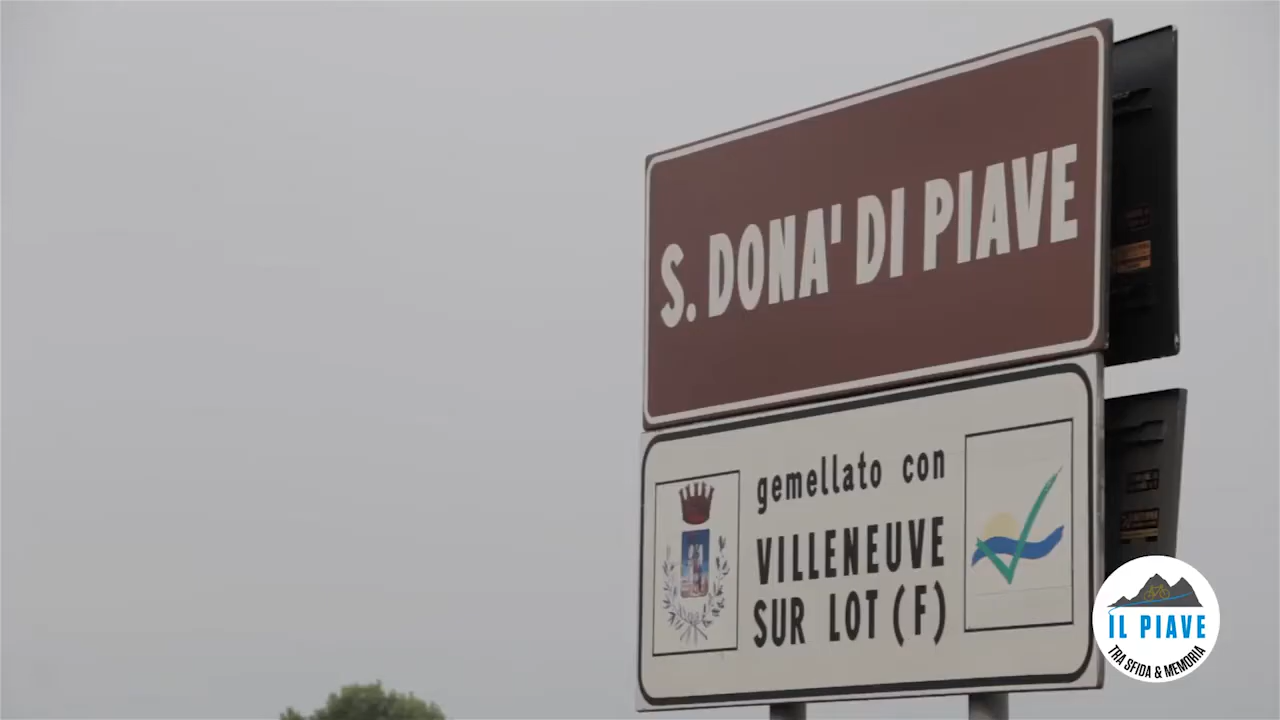 S. DONA' DI PIAVE
gemellato con
VILLENEUVE
SUR LOT (F)
IL PIAVE
TRA SFIDA & MEMORIA